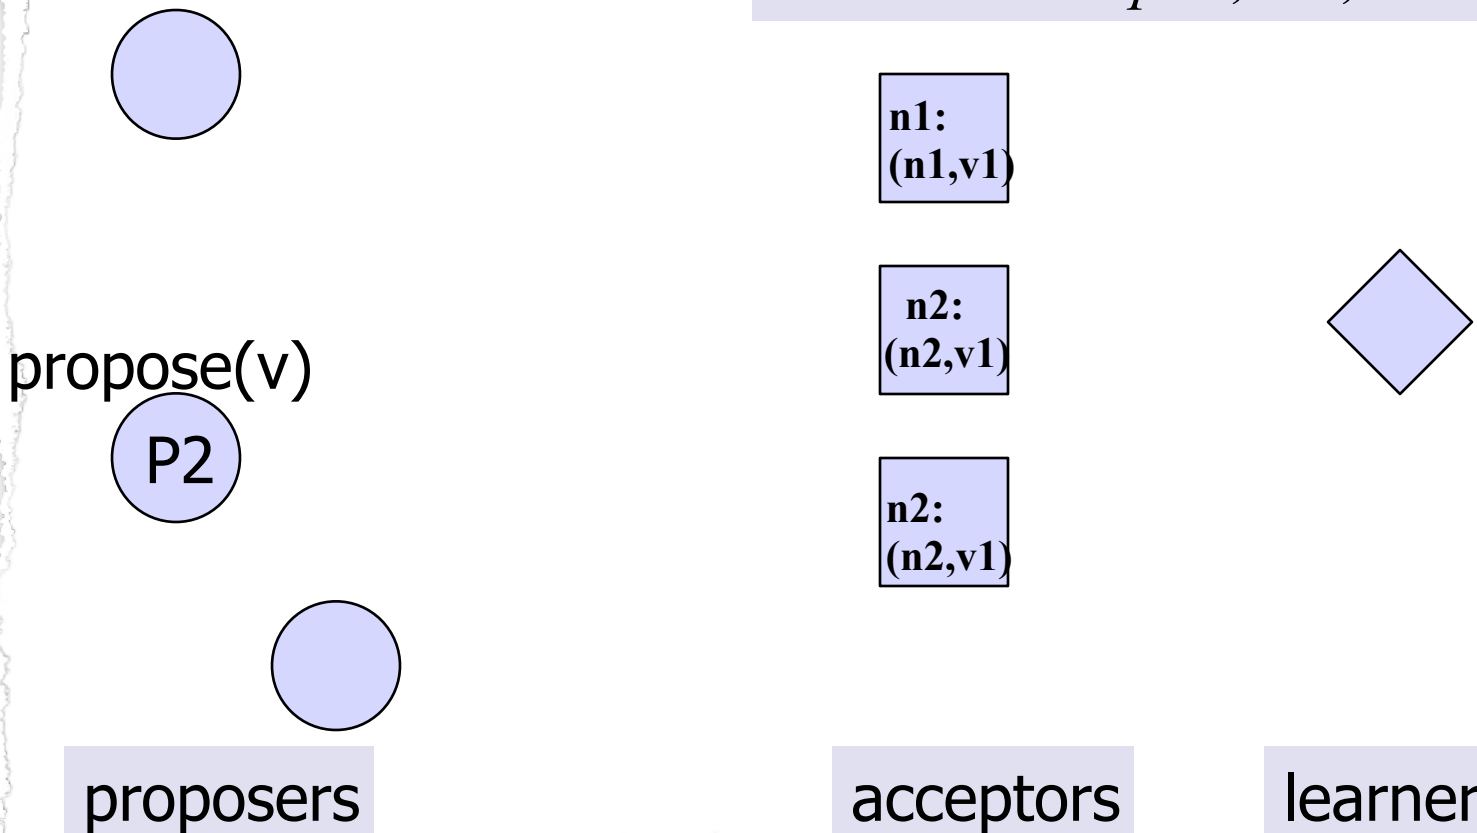 n1:
(n1,v1)
n2:
(n2,v1)
propose(v)
P2
n2:
(n2,v1)
proposers
acceptors
learner